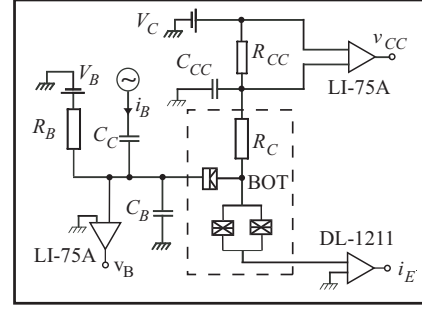 V_C
v_CC
R_CC
C_CC
LI-75A
V_B
i_B
R_B
C_C
R_C
BOT
C_B
DL-1211
LI-75A
v_B
i_E